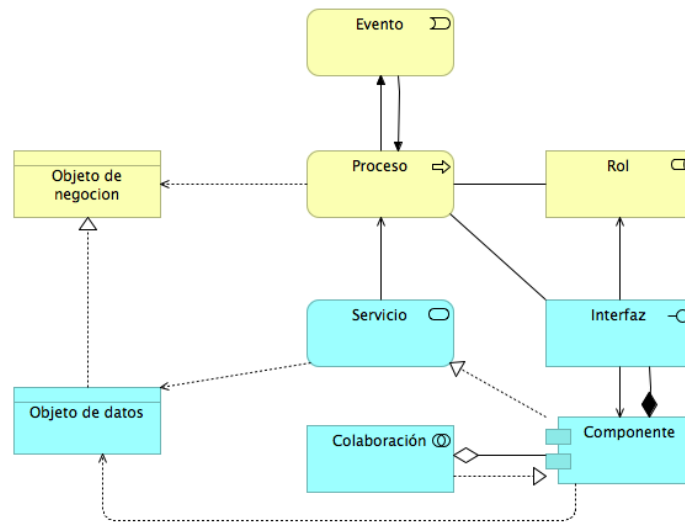 Evento
Objeto de
negocion
Proceso
Rol
Servicio
Interfaz
Objeto de datos
Colaboración
Componente